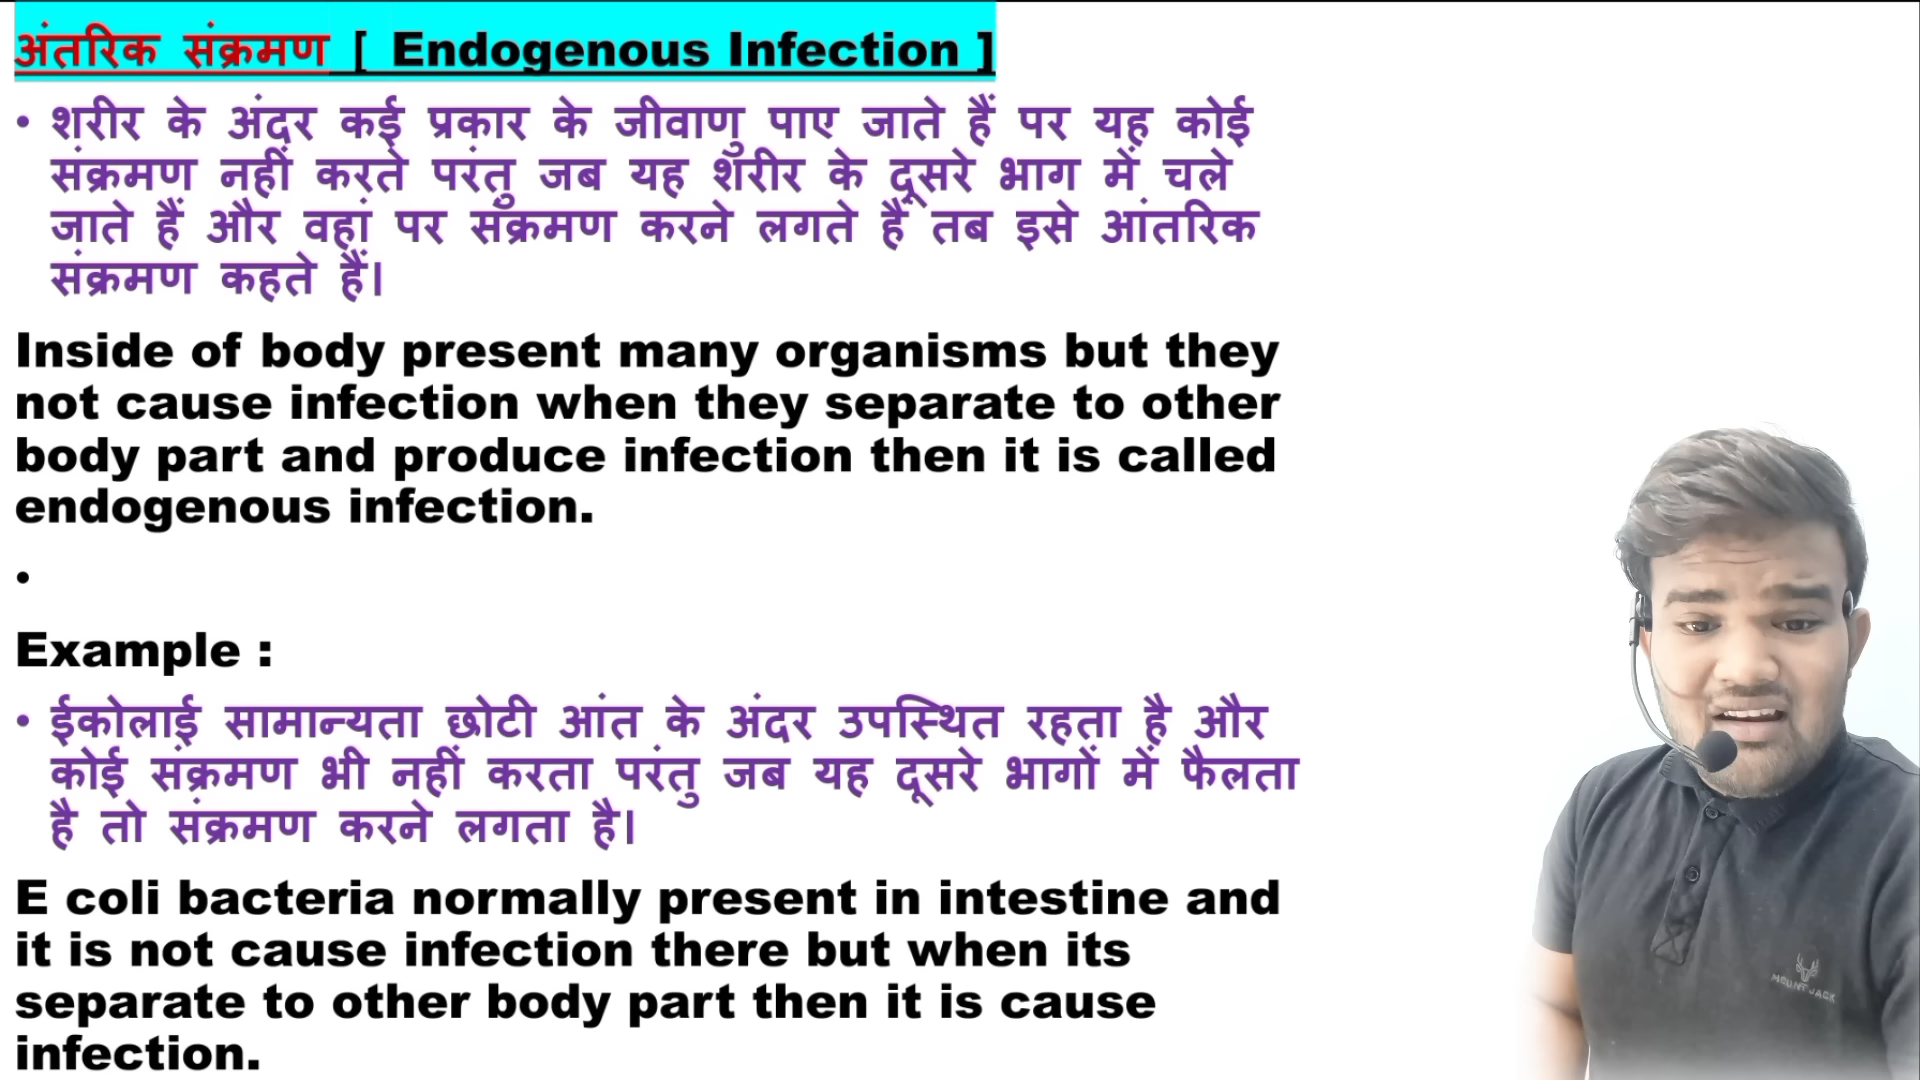 अंतरिक संक्रमण [ Endogenous Infection ]
• शरीर के अंदर कई प्रकार के जीवाणु पाए जाते हैं पर यह कोई
संक्रमण नहीं करते परंतु जब यह शरीर के दूसरे भाग में चले
जाते हैं और वहां पर संक्रमण करने लगते हैं तब इसे आंतरिक
संक्रमण कहते हैं।
Inside of body present many organisms but they
not cause infection when they separate to other
body part and produce infection then it is called
endogenous infection.
•
Example :
• ईकोलाई सामान्यता छोटी आंत के अंदर उपस्थित रहता है और
कोई संक्रमण भी नहीं करता परंतु जब यह दूसरे भागों में फैलता
है तो संक्रमण करने लगता है।
E coli bacteria normally present in intestine and
it is not cause infection there but when its
separate to other body part then it is cause
infection.
MOUNT JACK